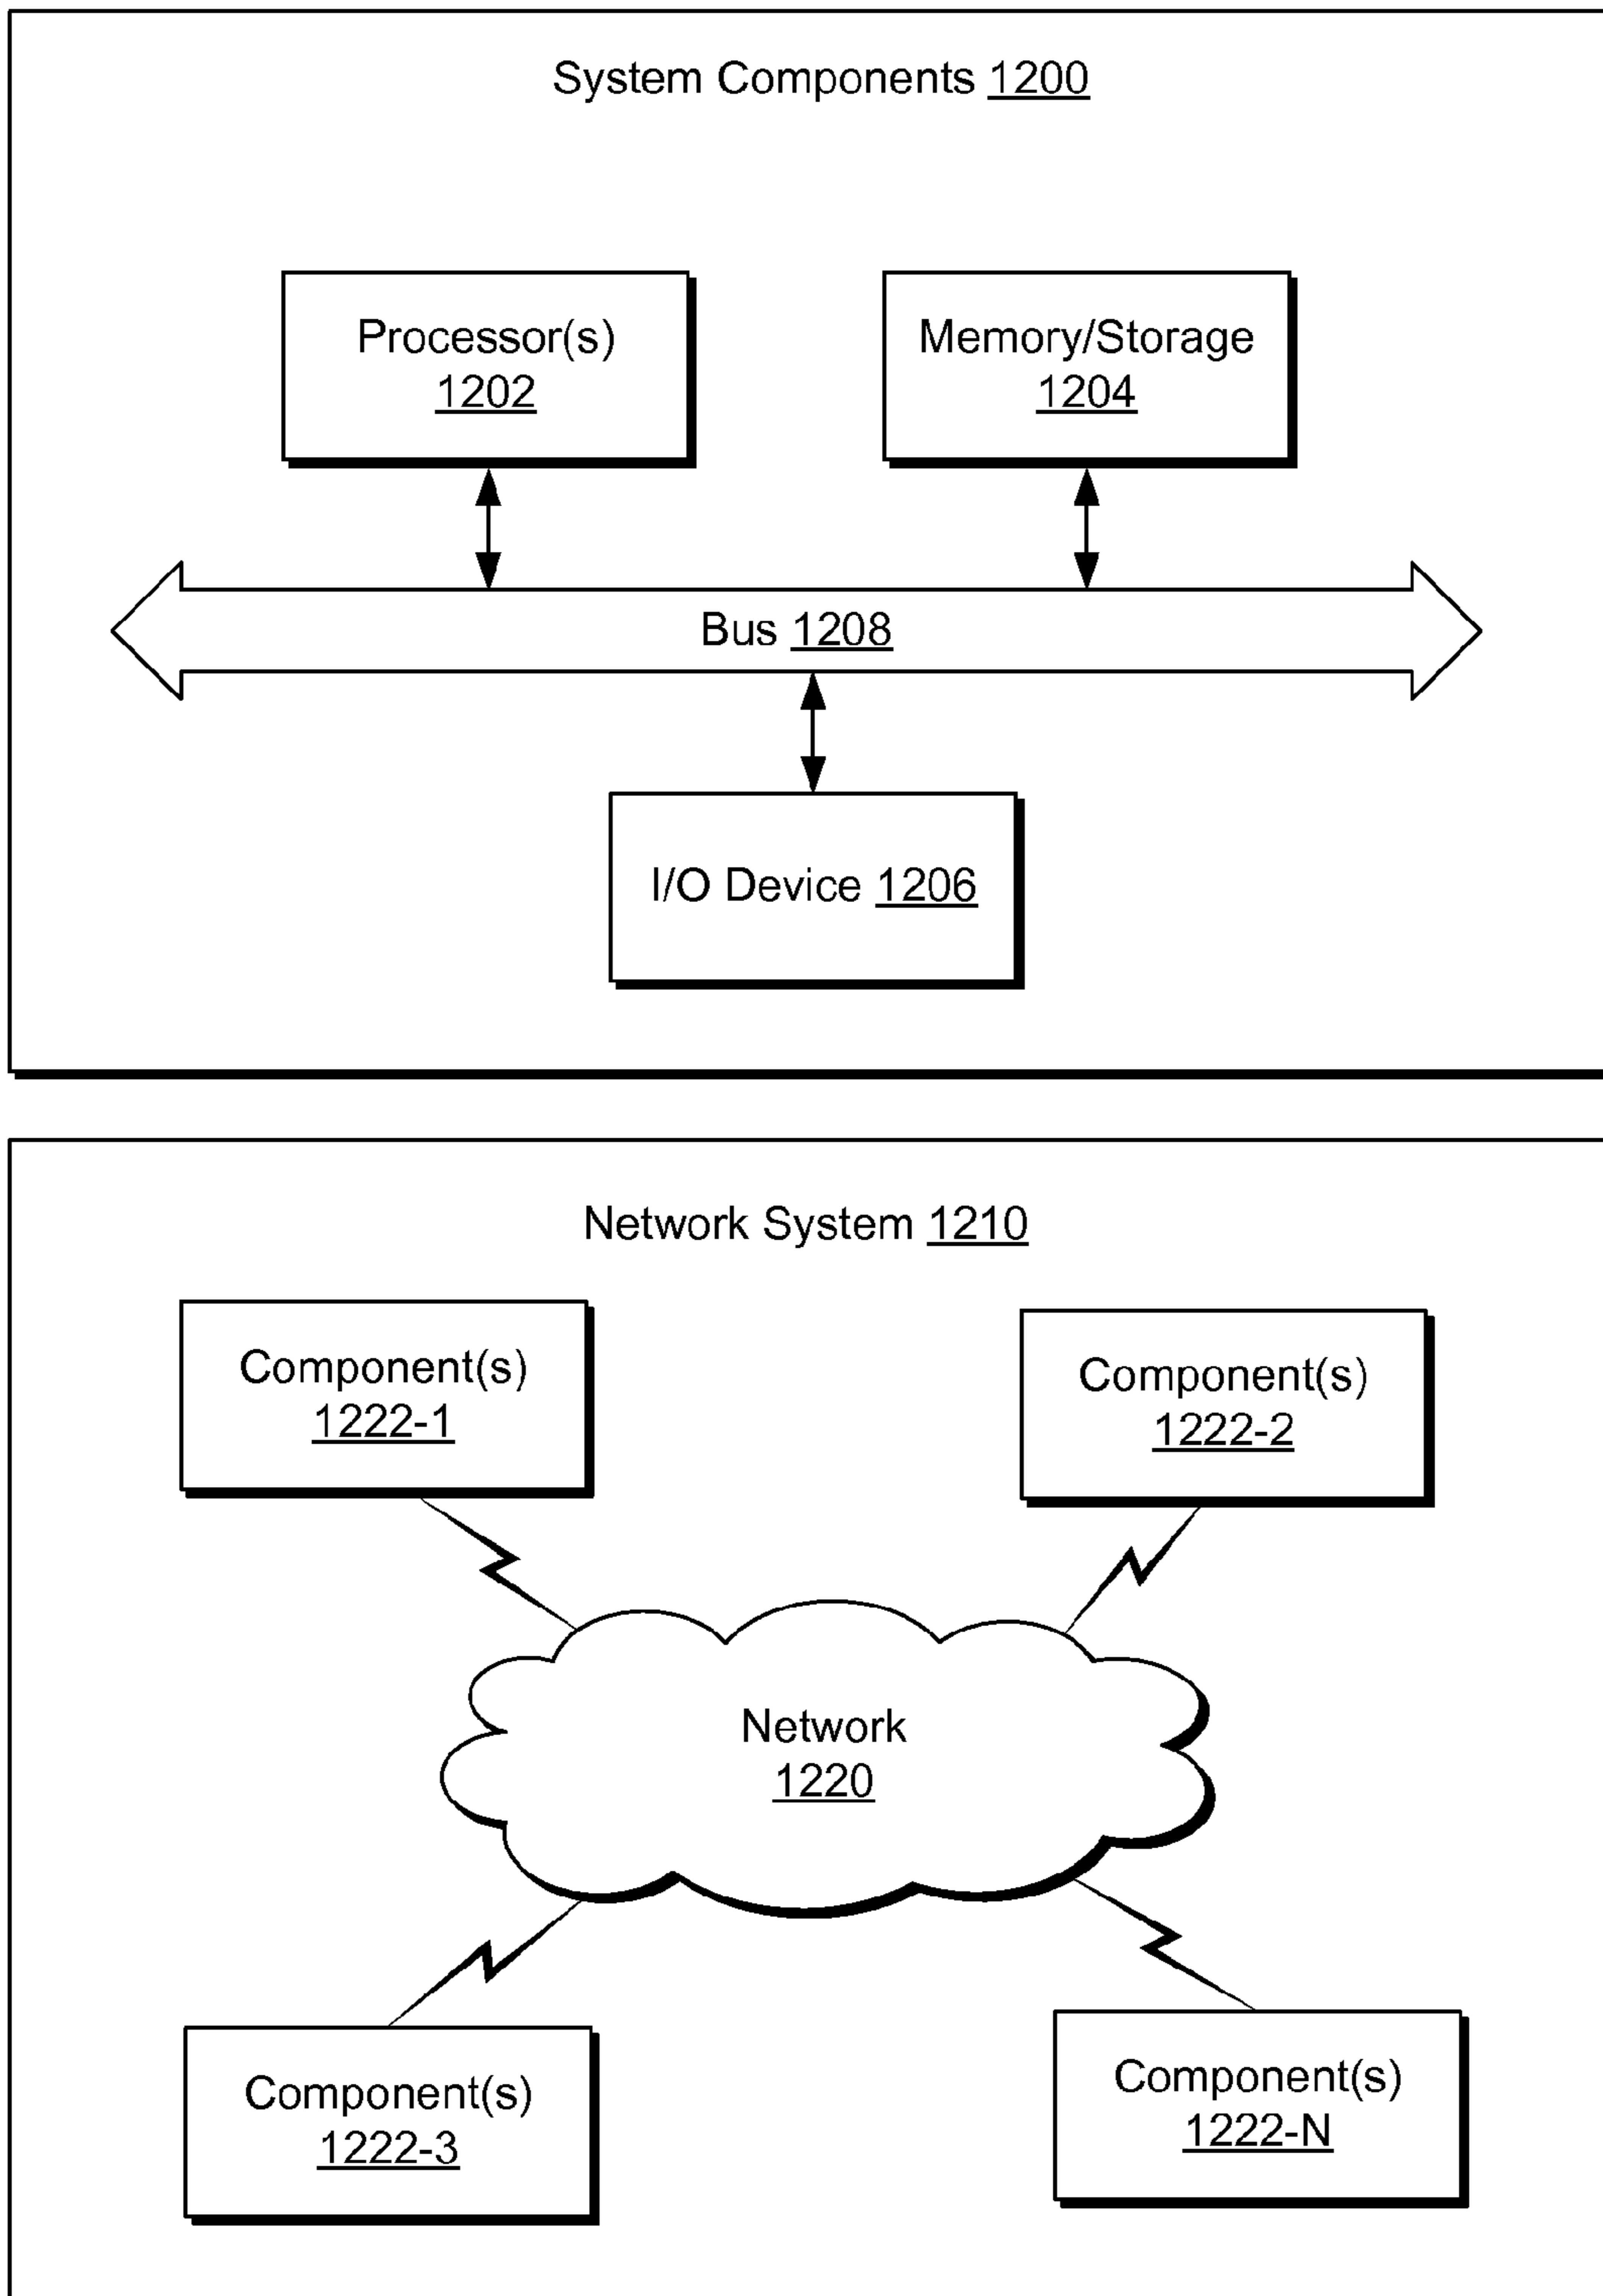 System Components 1200
Processor(s)
1202
Memory/Storage
1204
Bus 1208
I/O Device 1206
Network System 1210
Component(s)
1222-1
Component(s)
1222-2
Network
1220
Component(s)
1222-3
Component(s)
1222-N